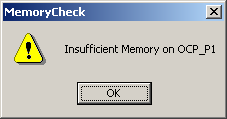 MemoryCheck
Insufficient Memory on OCP_P1
OK